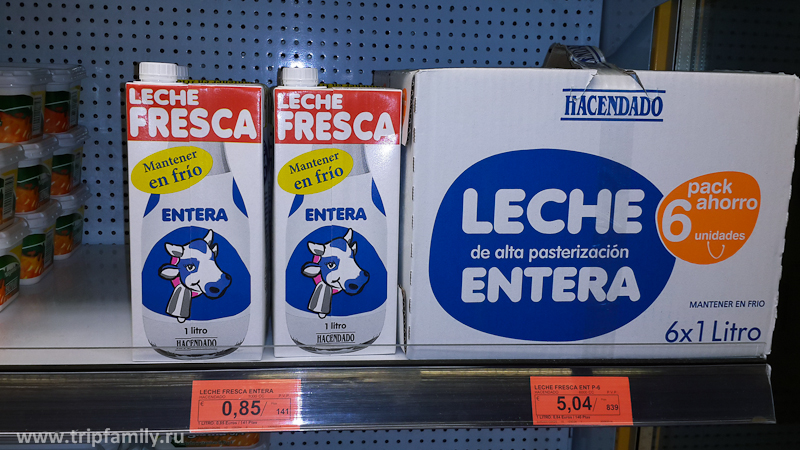 LECHE
FRESCA
Mantener
en frío
ENTERA
1 litro
HACENDADO
LECHE
FRESCA
Mantener
en frío
ENTERA
1 litro
HACENDADO
HACENDADO
LECHE
de alta pasterización
ENTERA
pack
ahorro
6
unidades
MANTENER EN FRIO
6x1 Litro
LECHE FRESCA ENTERA
HACENDADO
€ 0,85/
141
LECHE FRESCA ENT P-6
HACENDADO
€ 5,04/
839
www.tripfamily.ru